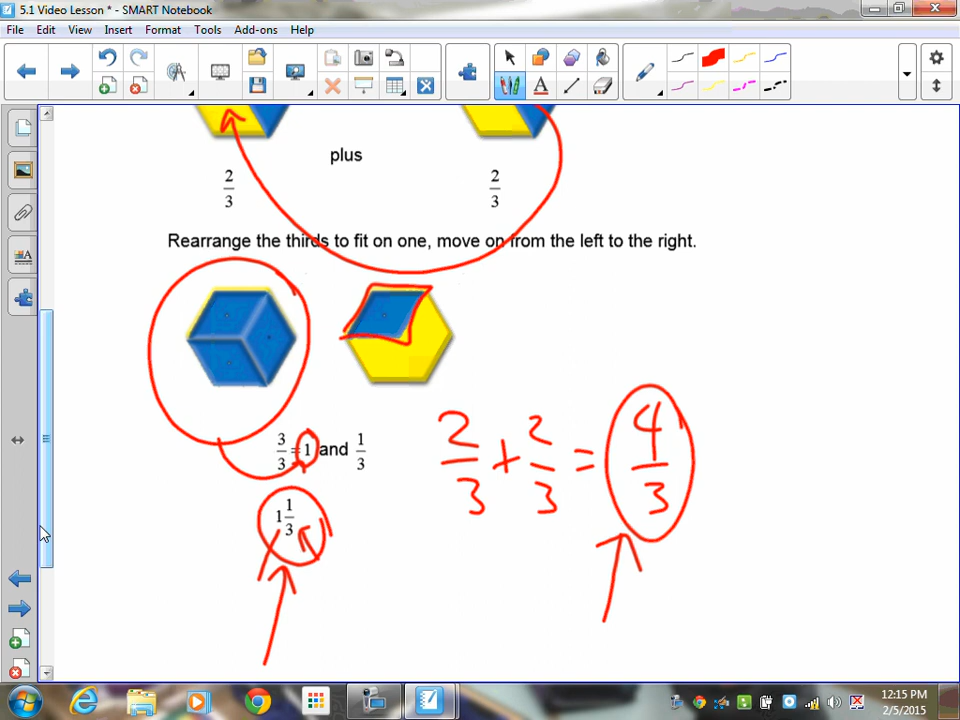 5.1 Video Lesson * - SMART Notebook
File Edit View Insert Format Tools Add-ons Help
plus
2/3 2/3
Rearrange the thirds to fit on one, move on from the left to the right.
3/3 = 1 and 1/3
2/3 + 2/3 = 4/3
1 1/3
12:15 PM
2/5/2015